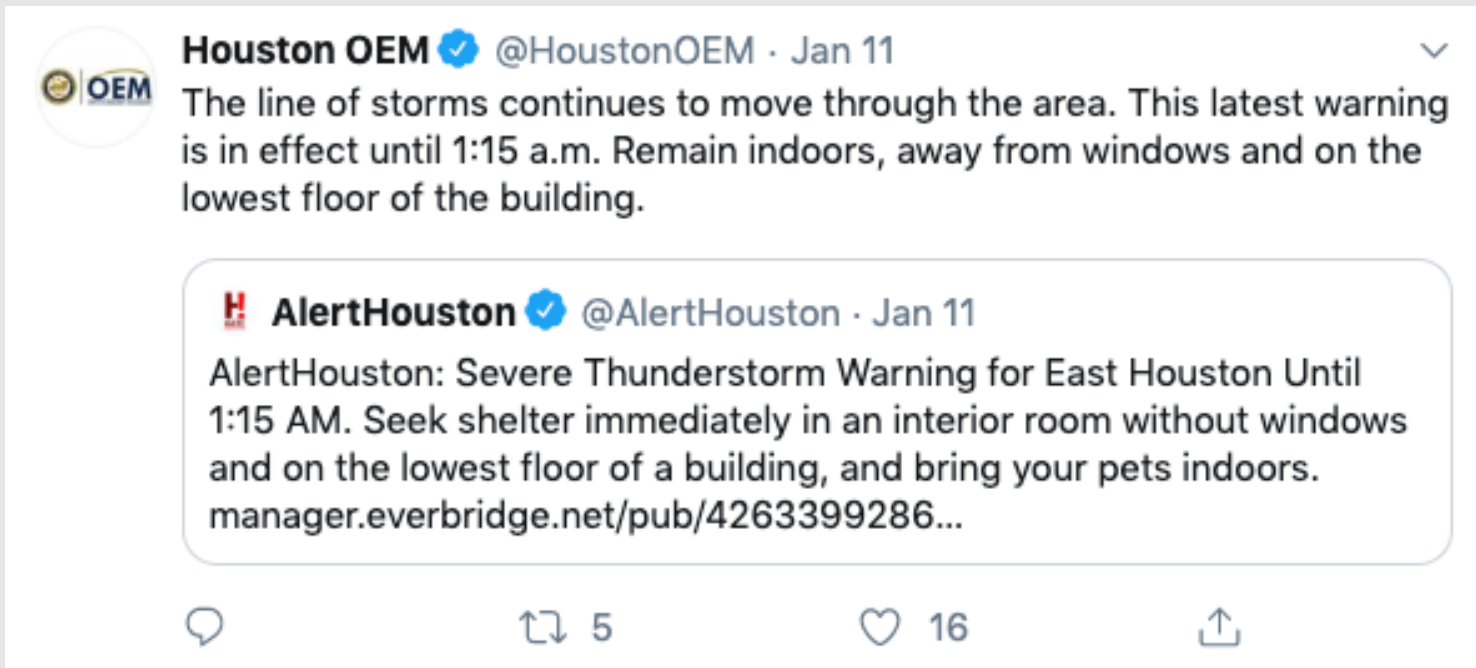 Houston OEM @HoustonOEM · Jan 11
OEM
The line of storms continues to move through the area. This latest warning
is in effect until 1:15 a.m. Remain indoors, away from windows and on the
lowest floor of the building.
AlertHouston @AlertHouston · Jan 11
AlertHouston: Severe Thunderstorm Warning for East Houston Until
1:15 AM. Seek shelter immediately in an interior room without windows
and on the lowest floor of a building, and bring your pets indoors.
manager.everbridge.net/pub/4263399286...
5 16